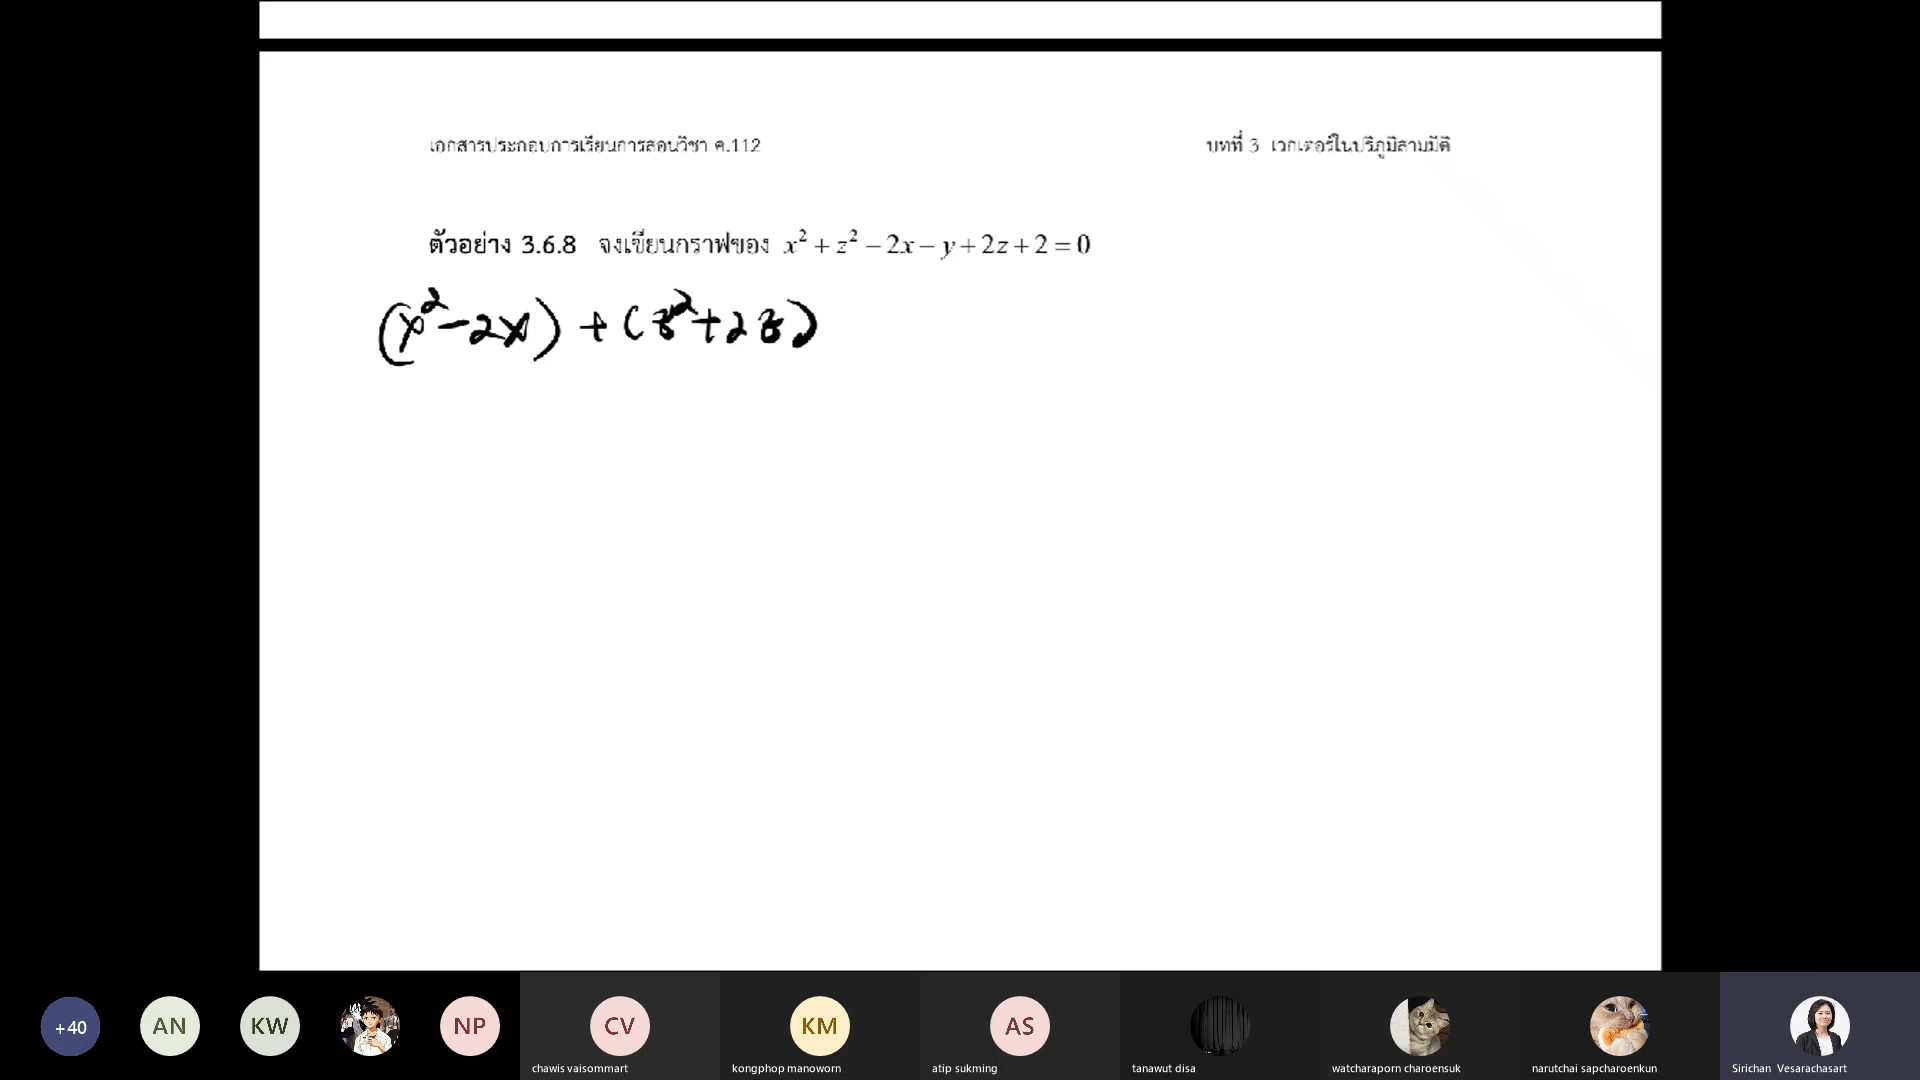 เอกสารประกอบการเรียนการสอนวิชา ค.112
บทที่ 3 เวกเตอร์ในปริภูมิสามมิติ
ตัวอย่าง 3.6.8 จงเขียนกราฟของ x² + z² − 2x − y + 2z + 2 = 0
(x² − 2x) + (z² + 2z)
+40
AN
KW
NP
CV
KM
AS
chawis vaisommart
kongphop manoworn
atip sukming
tanawut disa
watcharaporn charoensuk
narutchai sapcharoenkun
Sirichan Vesarachasart